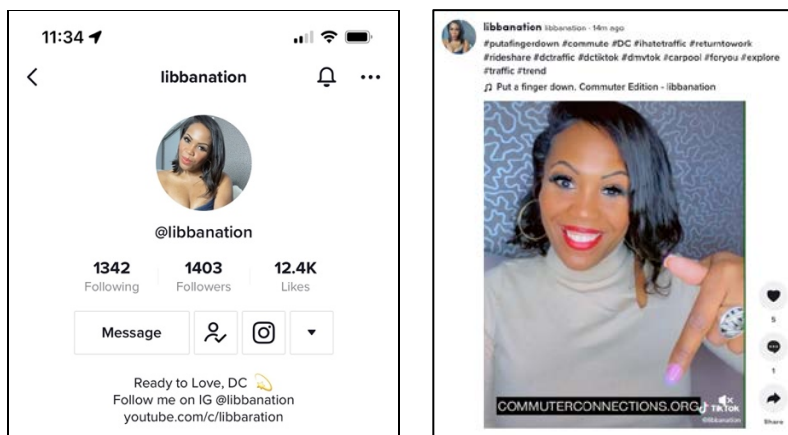 11:34
libbanation
@libbanation
1342 1403 12.4K
Following Followers Likes
Message
Ready to Love, DC 💫
Follow me on IG @libbanation
youtube.com/c/libbaration
libbanation libbanation · 14m ago
#putafingerdown #commute #DC #ihatetraffic #returntowork
#rideshare #dctraffic #dctiktok #dmvtok #carpool #foryou #explore
#traffic #trend
♫ Put a finger down. Commuter Edition - libbanation
5
1
COMMUTERCONNECTIONS.ORG
TikTok
@libbanation
Share